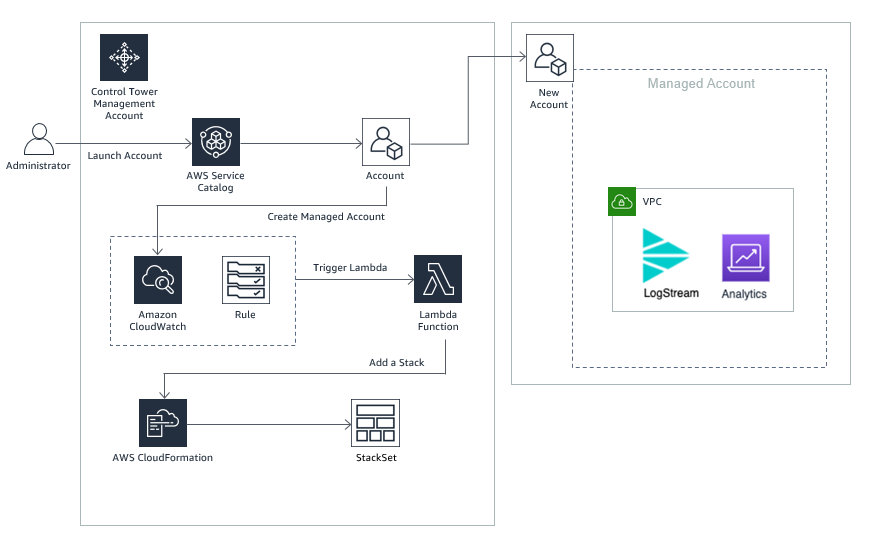 Control Tower
Management
Account
New
Account
Managed Account
Administrator
Launch Account
AWS Service
Catalog
Account
Create Managed Account
VPC
LogStream
Analytics
Trigger Lambda
Amazon
CloudWatch
Rule
Lambda
Function
Add a Stack
AWS CloudFormation
StackSet